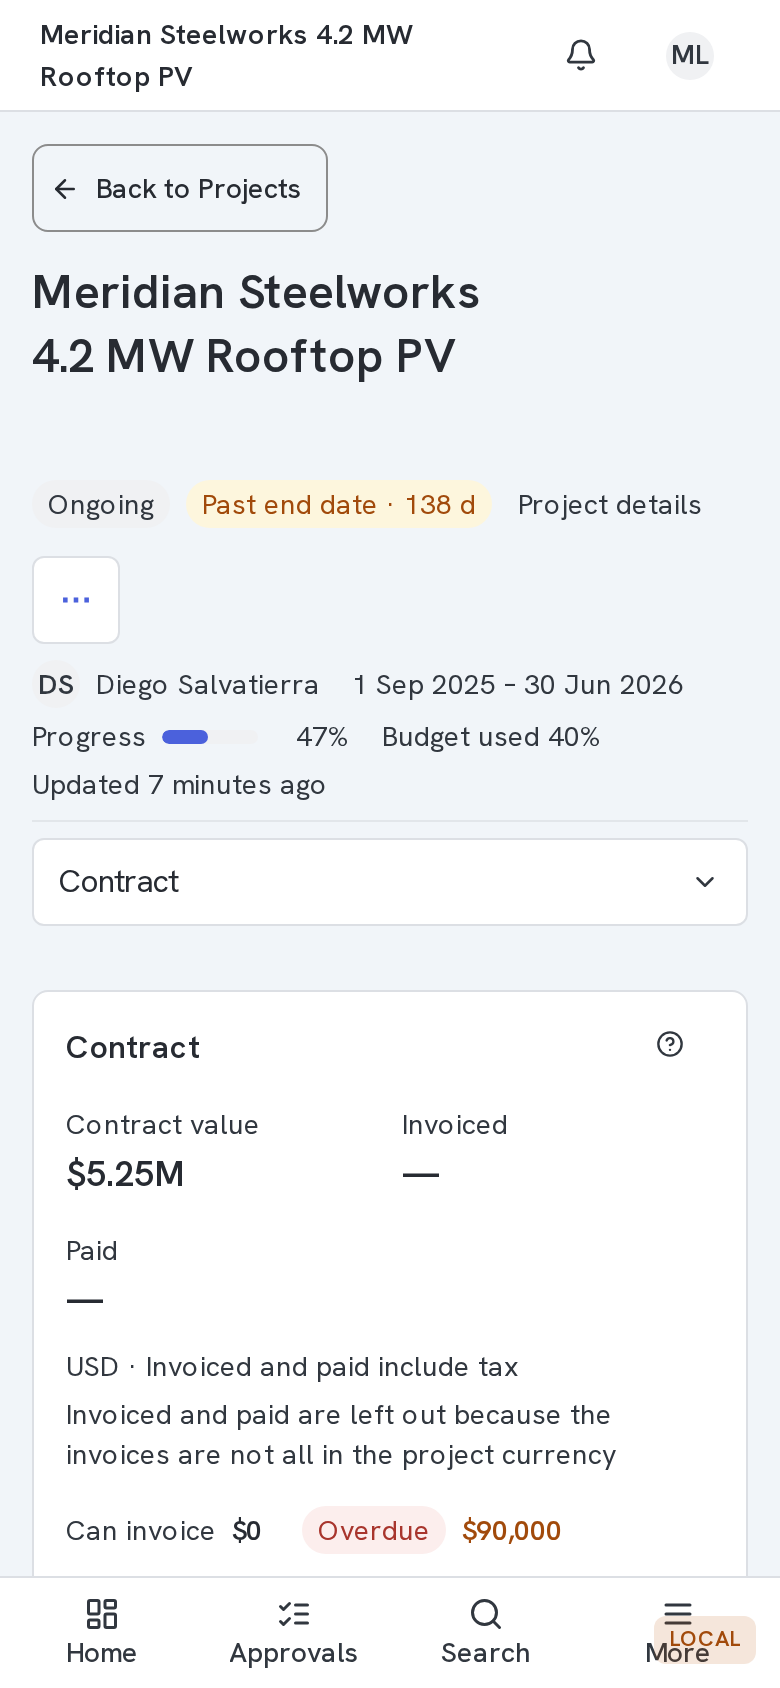 Meridian Steelworks 4.2 MW
Rooftop PV
ML
Back to Projects
Meridian Steelworks
4.2 MW Rooftop PV
Ongoing
Past end date · 138 d
Project details
...
DS Diego Salvatierra 1 Sep 2025 – 30 Jun 2026
Progress 47% Budget used 40%
Updated 7 minutes ago
Contract
Contract
Contract value Invoiced
$5.25M —
Paid
—
USD · Invoiced and paid include tax
Invoiced and paid are left out because the
invoices are not all in the project currency
Can invoice $0 Overdue $90,000
Home Approvals Search More
LOCAL